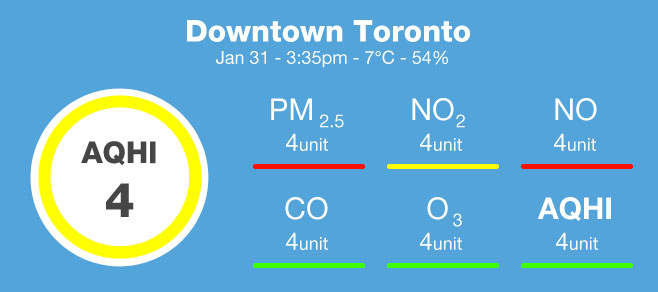 Downtown Toronto
Jan 31 - 3:35pm - 7°C - 54%
AQHI
4
PM 2.5
4unit
NO2
4unit
NO
4unit
CO
4unit
O3
4unit
AQHI
4unit